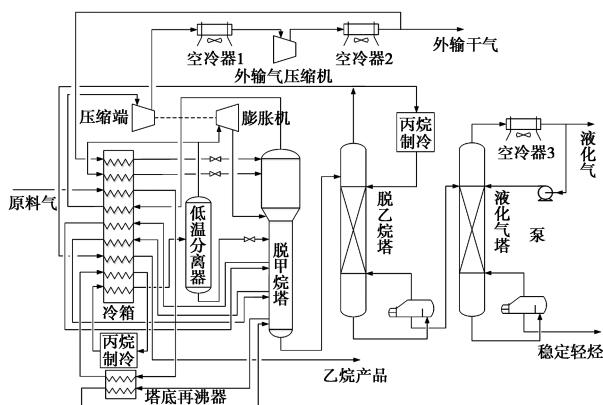 空冷器1
外输气压缩机
空冷器2
外输干气
压缩端
膨胀机
丙烷
制冷
空冷器3
液化气
原料气
低温分离器
脱甲烷塔
脱乙烷塔
液化气塔
泵
冷箱
丙烷
制冷
塔底再沸器
乙烷产品
稳定轻烃